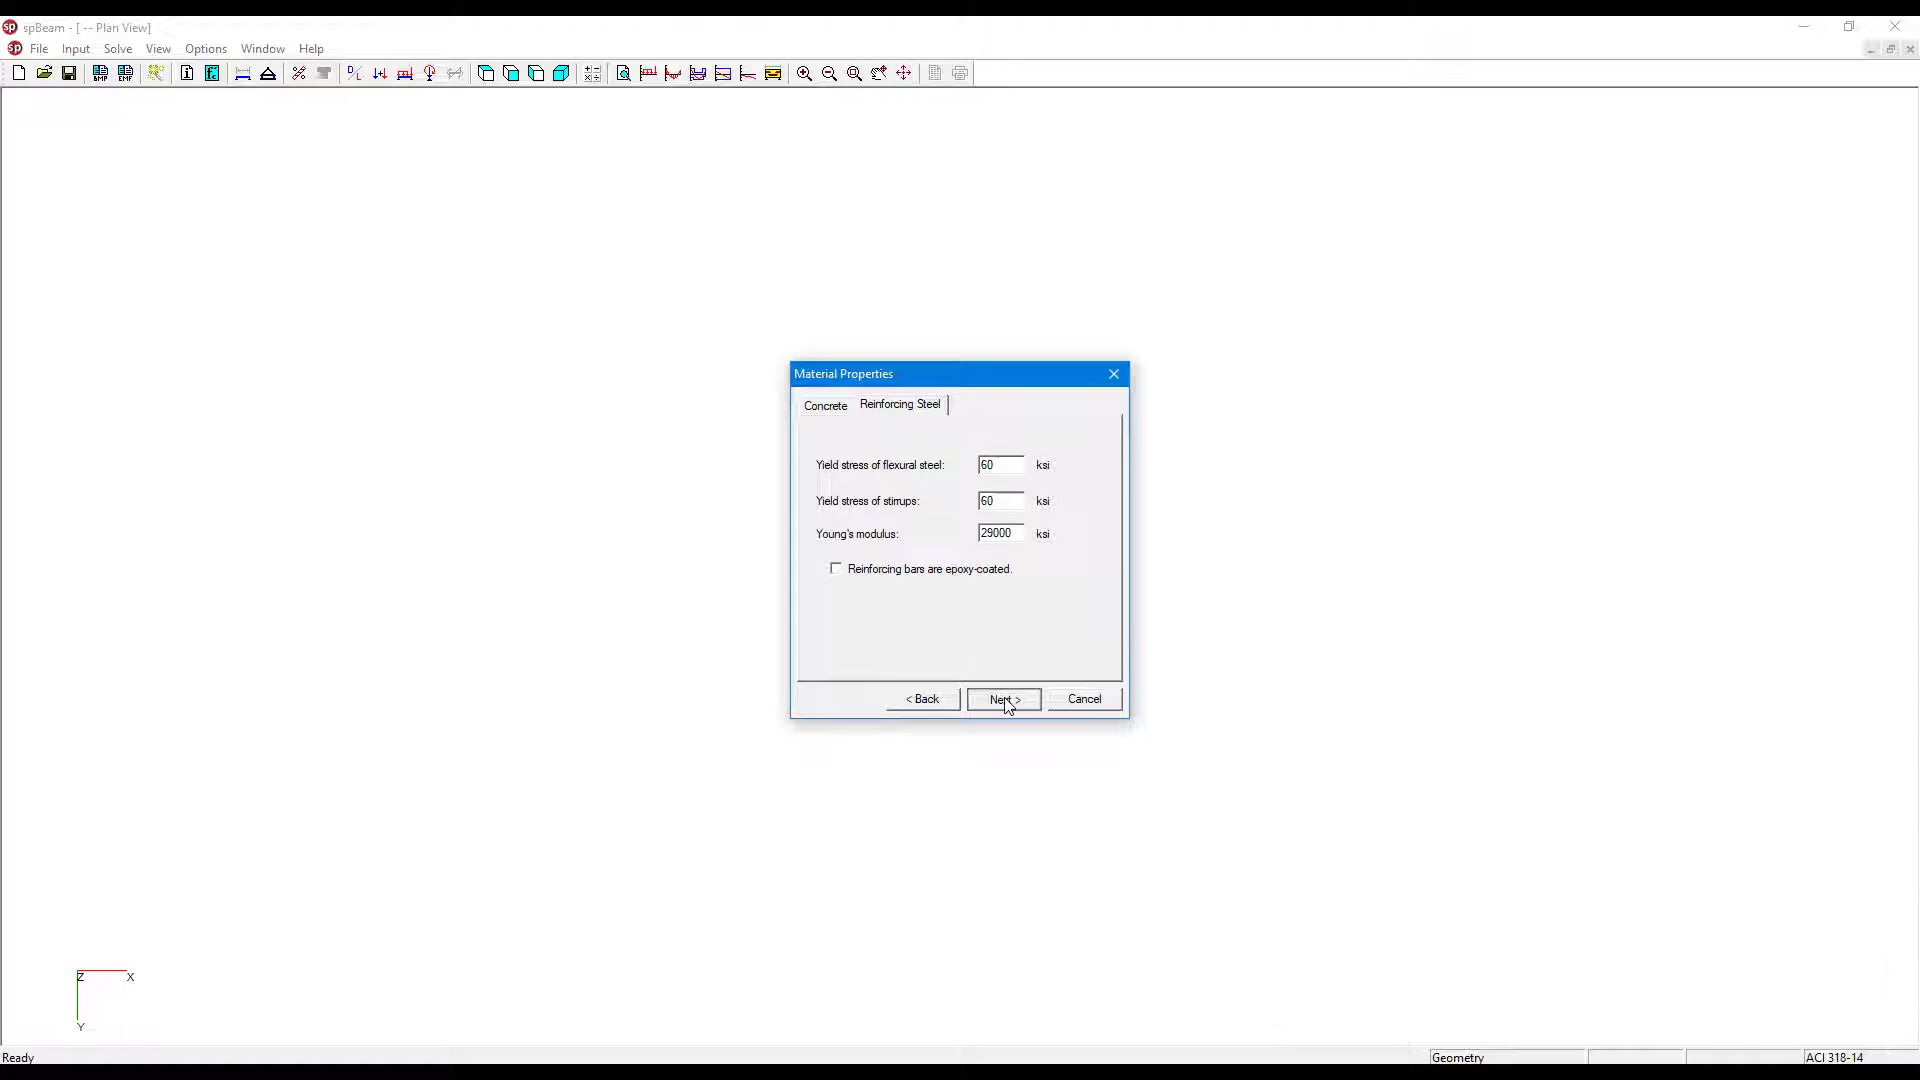 spBeam - [ -- Plan View]
File Input Solve View Options Window Help
Material Properties
Concrete Reinforcing Steel
Yield stress of flexural steel: 60 ksi
Yield stress of stirrups: 60 ksi
Young's modulus: 29000 ksi
Reinforcing bars are epoxy-coated.
< Back Next > Cancel
Z X
Y
Ready Geometry ACI 318-14